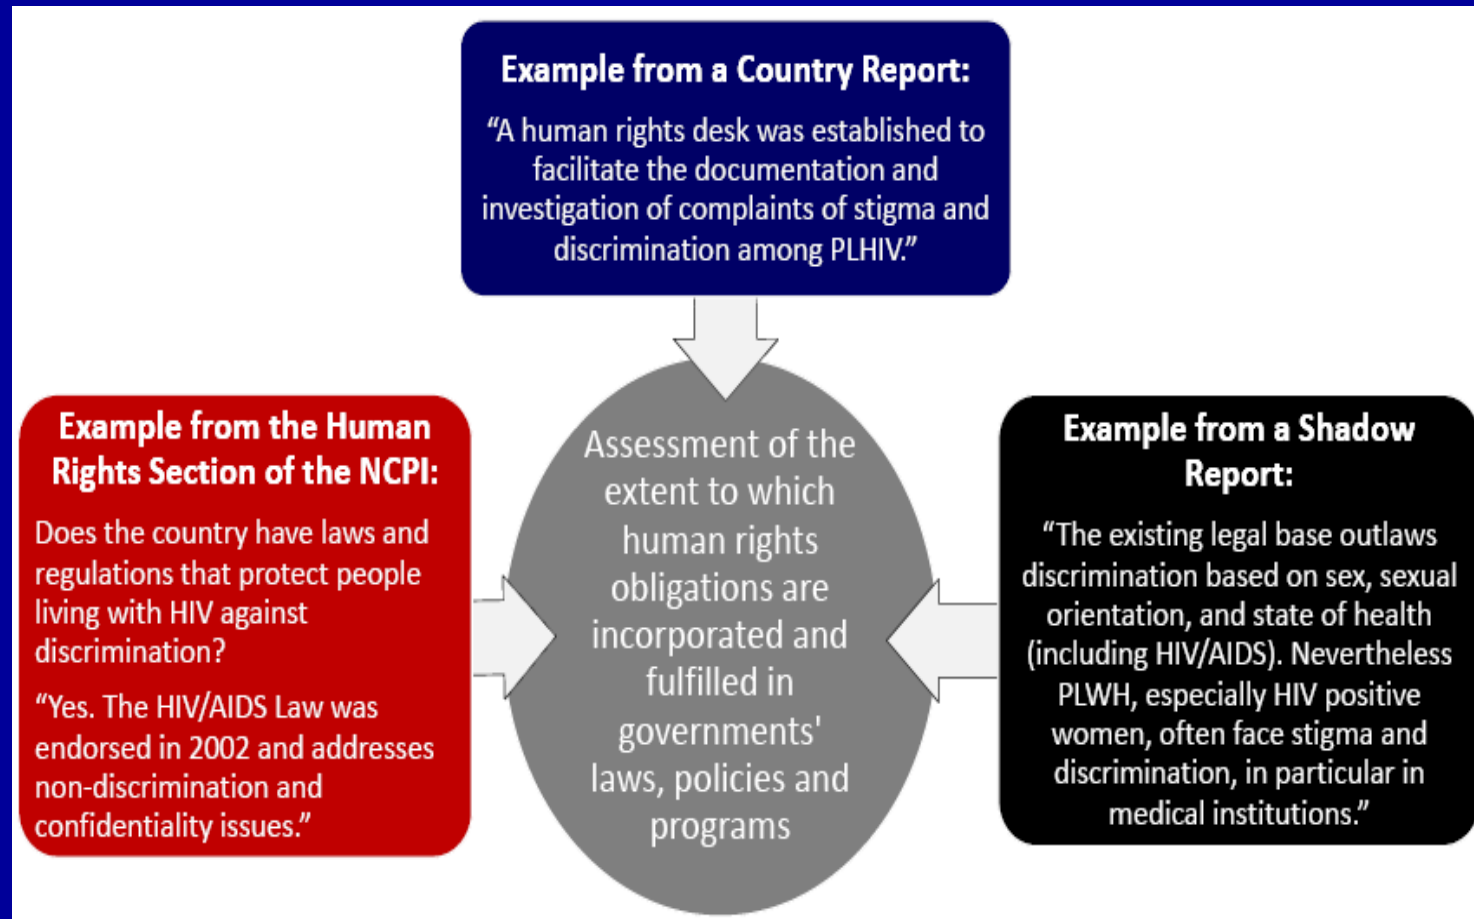 Example from a Country Report:
“A human rights desk was established to
facilitate the documentation and
investigation of complaints of stigma and
discrimination among PLHIV.”
Example from the Human
Rights Section of the NCPI:
Does the country have laws and
regulations that protect people
living with HIV against
discrimination?
“Yes. The HIV/AIDS Law was
endorsed in 2002 and addresses
non-discrimination and
confidentiality issues.”
Assessment of the
extent to which
human rights
obligations are
incorporated and
fulfilled in
governments'
laws, policies and
programs
Example from a Shadow
Report:
“The existing legal base outlaws
discrimination based on sex, sexual
orientation, and state of health
(including HIV/AIDS). Nevertheless
PLWH, especially HIV positive
women, often face stigma and
discrimination, in particular in
medical institutions.”